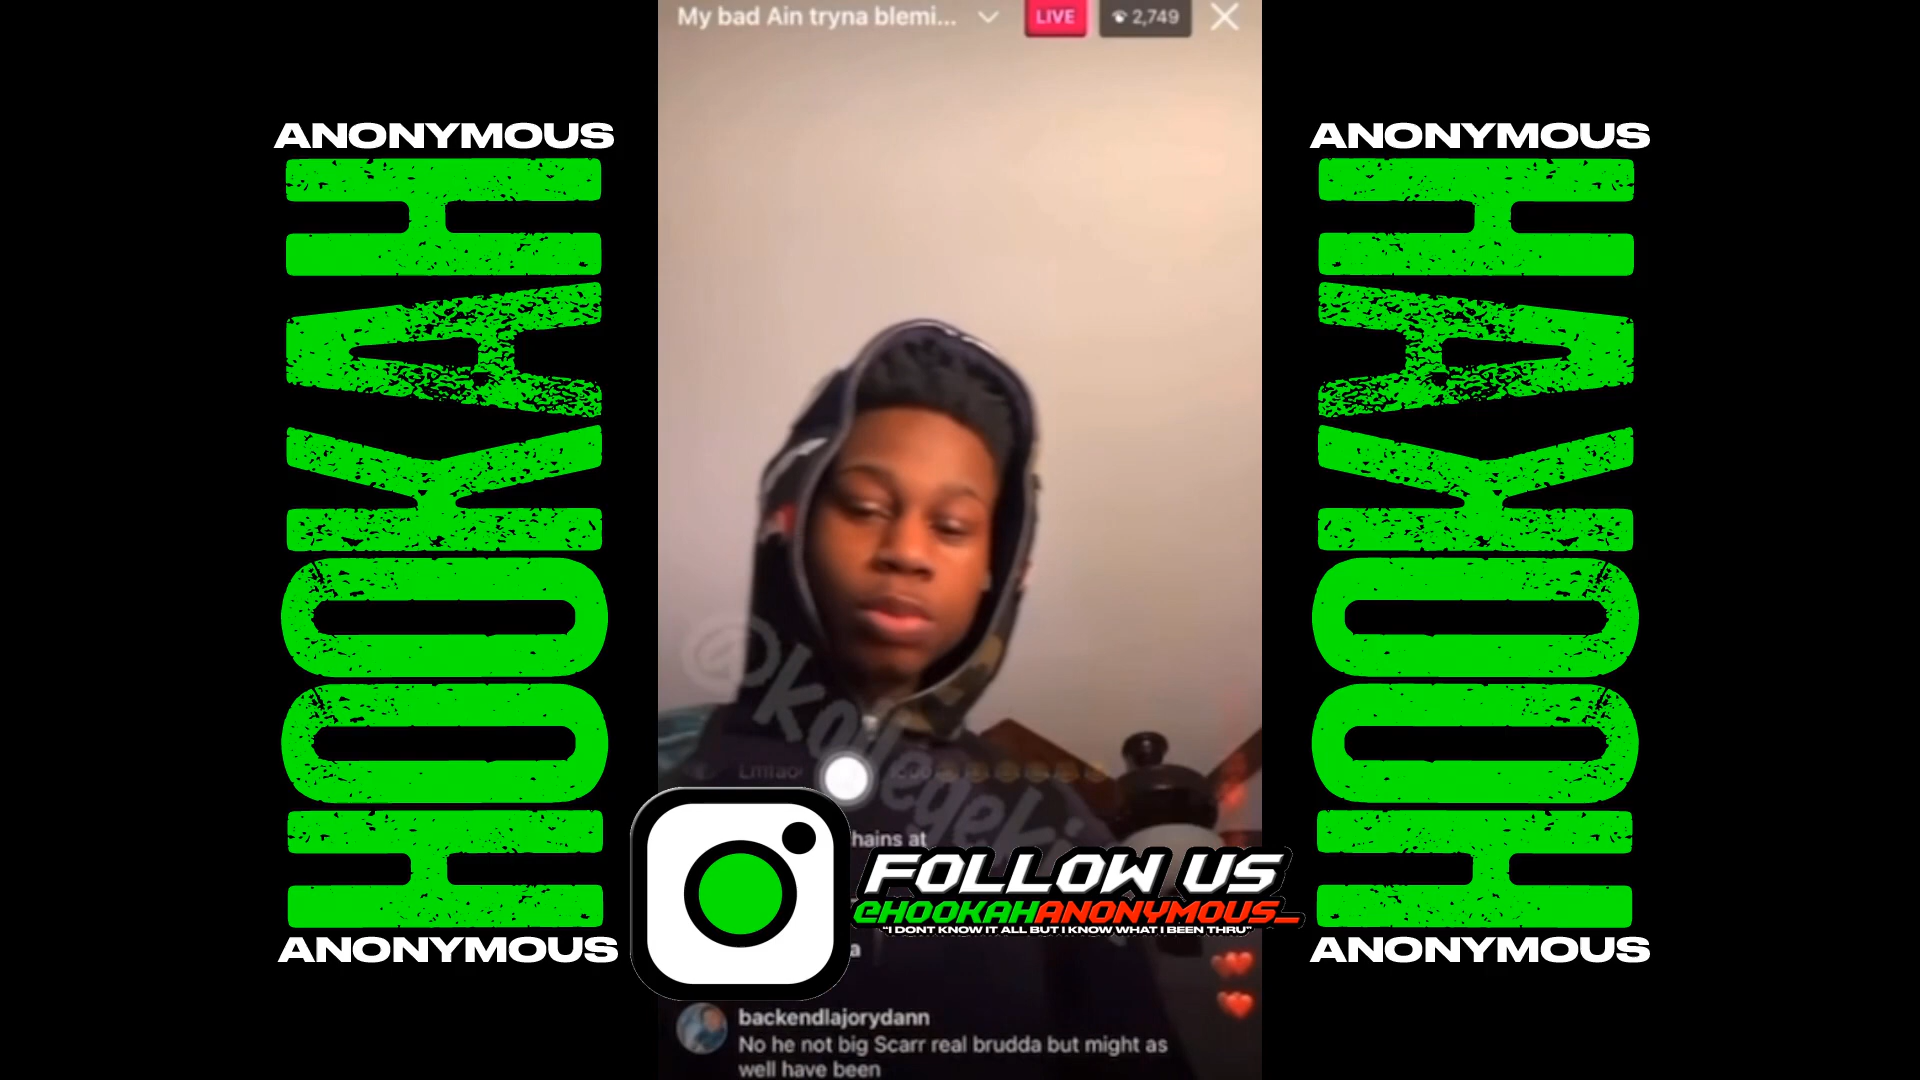 My bad Ain tryna blemi...
LIVE
2,749
ANONYMOUS
HOOKAH
ANONYMOUS
ANONYMOUS
HOOKAH
ANONYMOUS
Lmfao
hains at
FOLLOW US
@HOOKAHANONYMOUS_
"I DONT KNOW IT ALL BUT I KNOW WHAT I BEEN THRU"
a
backendlajorydann
No he not big Scarr real brudda but might as
well have been